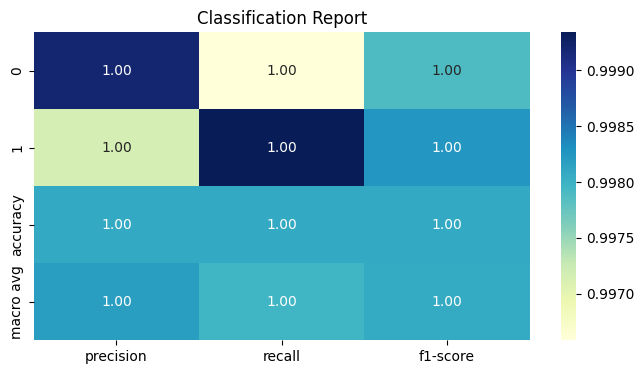 Classification Report
0 1.00 1.00 1.00
1 1.00 1.00 1.00
accuracy 1.00 1.00 1.00
macro avg 1.00 1.00 1.00
precision recall f1-score
0.9990
0.9985
0.9980
0.9975
0.9970